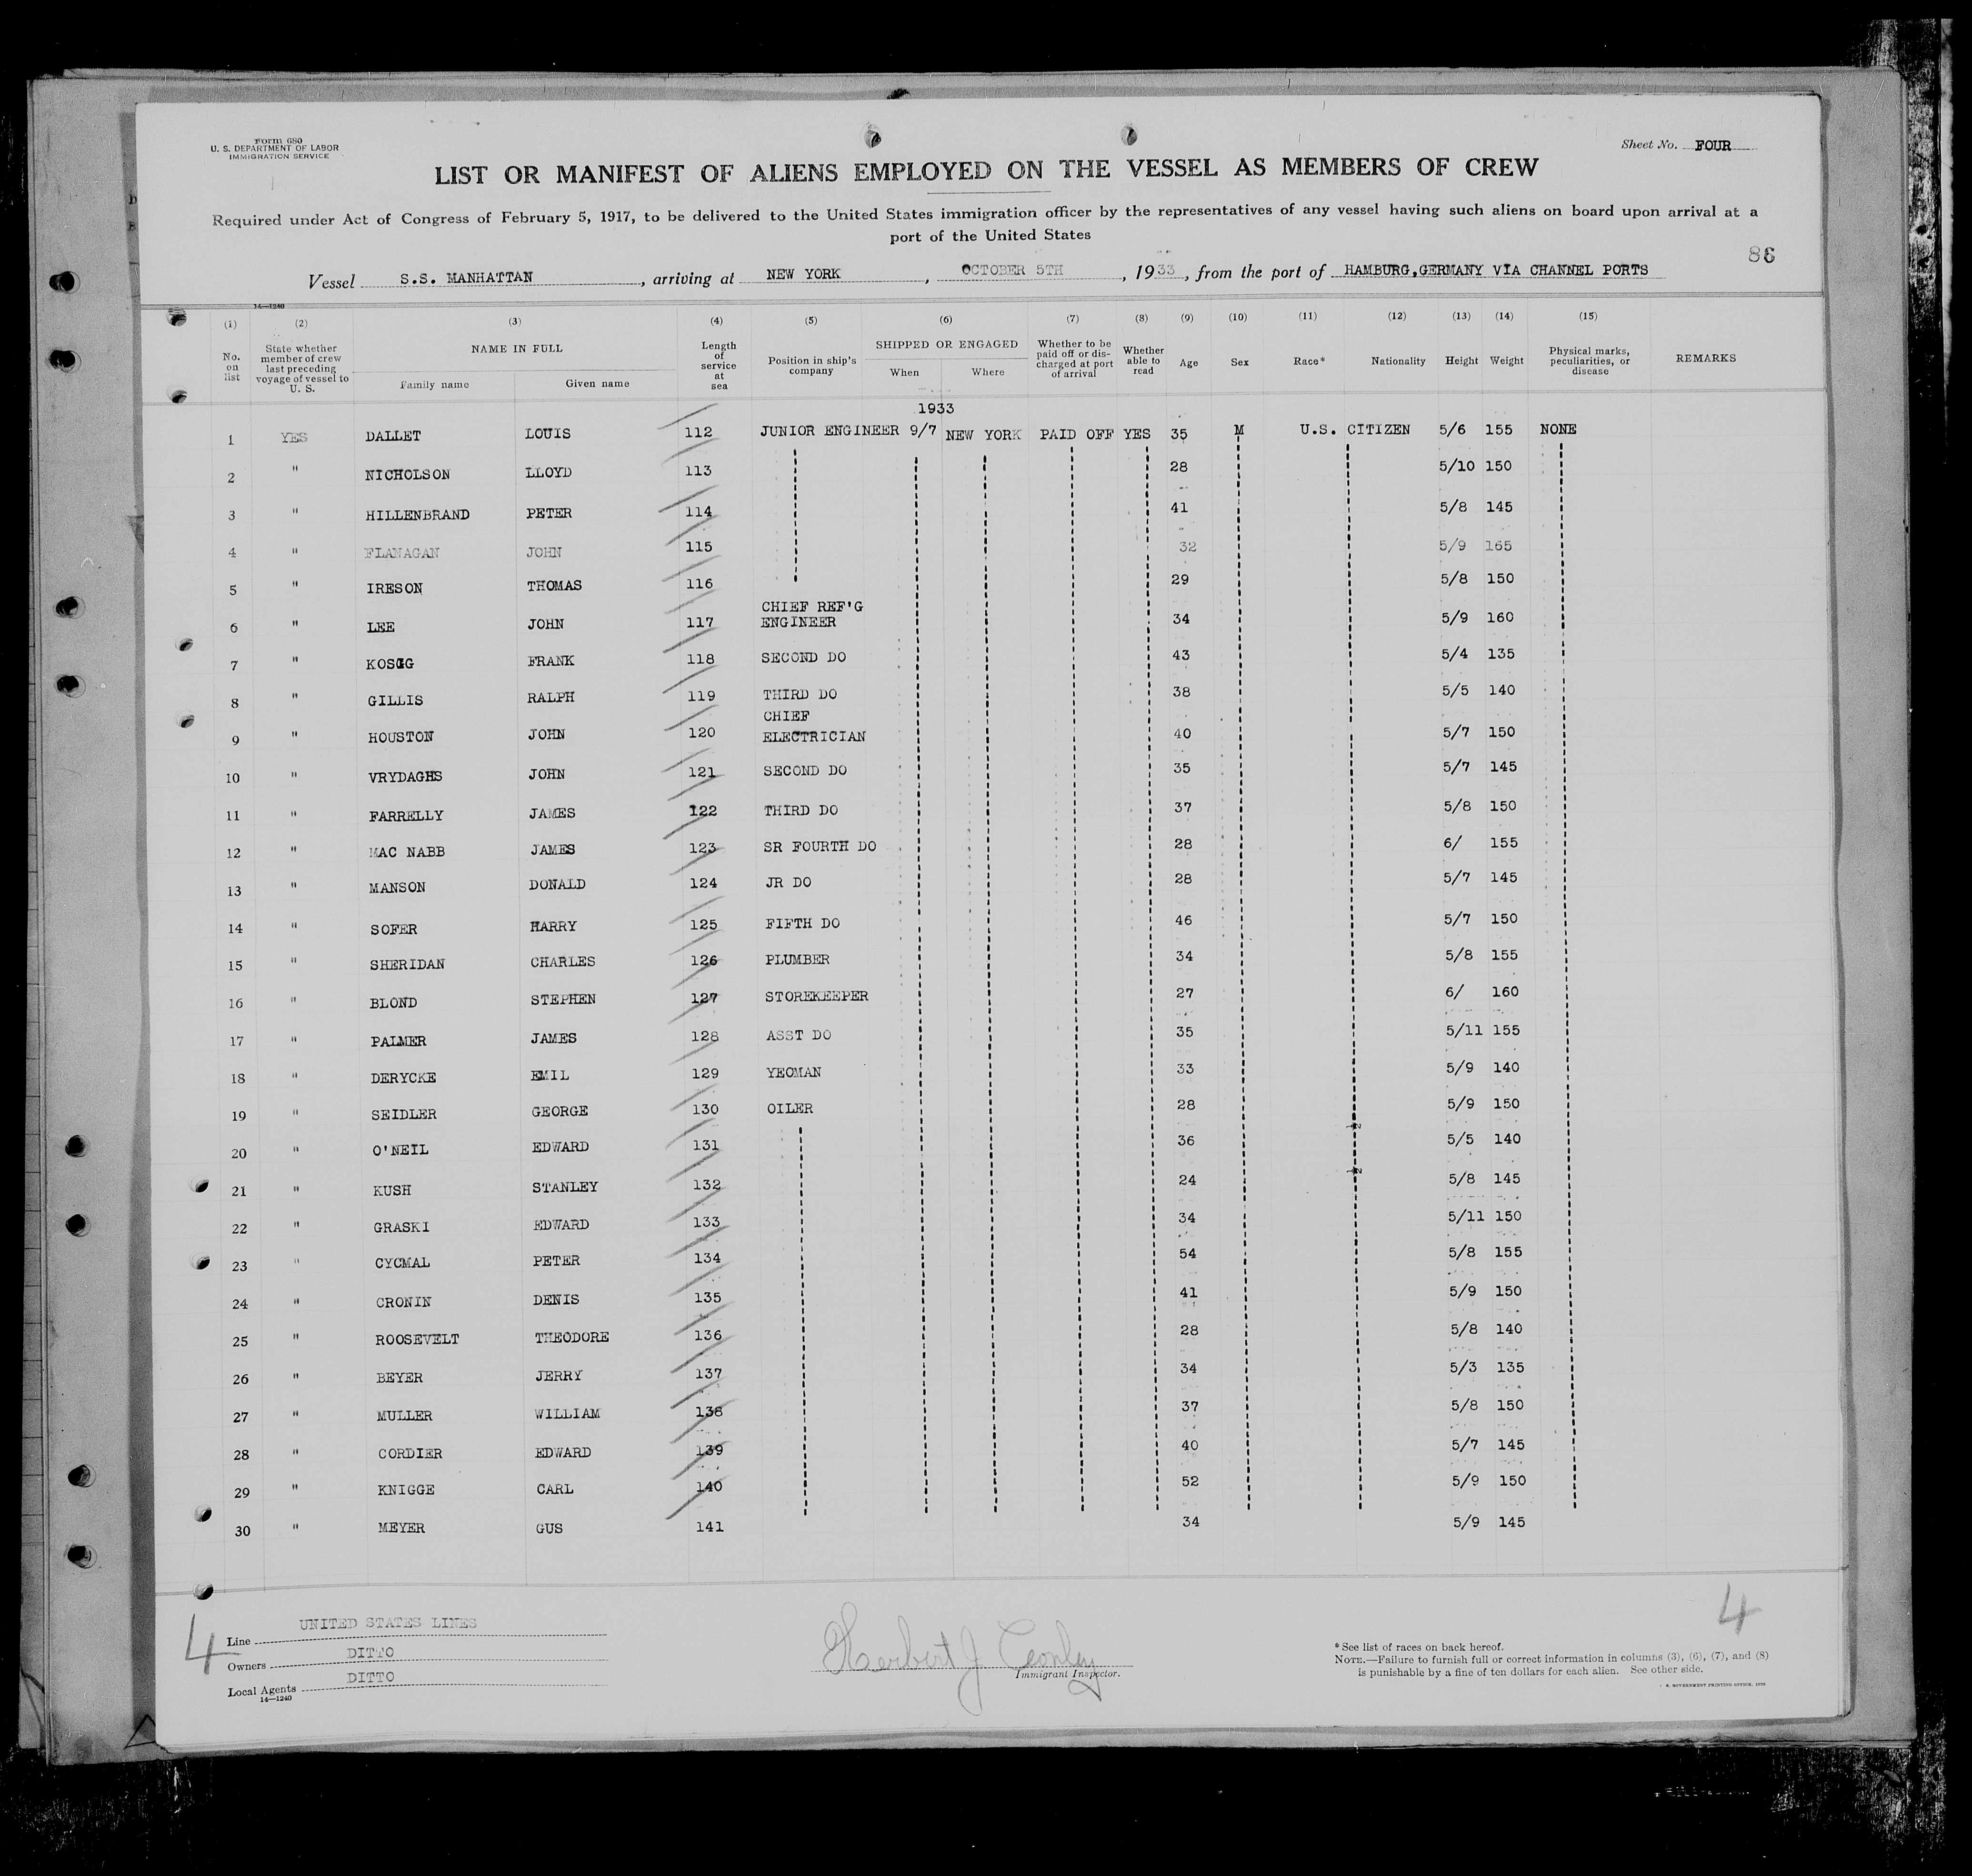 Form 680
U. S. DEPARTMENT OF LABOR
IMMIGRATION SERVICE
Sheet No. FOUR
LIST OR MANIFEST OF ALIENS EMPLOYED ON THE VESSEL AS MEMBERS OF CREW
Required under Act of Congress of February 5, 1917, to be delivered to the United States immigration officer by the representatives of any vessel having such aliens on board upon arrival at a
port of the United States
86
Vessel S.S. MANHATTAN, arriving at NEW YORK, OCTOBER 5TH, 1933, from the port of HAMBURG,GERMANY VIA CHANNEL PORTS
14—1240
(1) (2) (3) (4) (5) (6) (7) (8) (9) (10) (11) (12) (13) (14) (15)
No. on list
State whether member of crew last preceding voyage of vessel to U. S.
NAME IN FULL
Family name
Given name
Length of service at sea
Position in ship's company
SHIPPED OR ENGAGED
When
Where
Whether to be paid off or discharged at port of arrival
Whether able to read
Age
Sex
Race*
Nationality
Height
Weight
Physical marks, peculiarities, or disease
REMARKS
1933
1 YES DALLET LOUIS 112 JUNIOR ENGINEER 9/7 NEW YORK PAID OFF YES 35 M U.S. CITIZEN 5/6 155 NONE
2 " NICHOLSON LLOYD 113 28 5/10 150
3 " HILLENBRAND PETER 114 41 5/8 145
4 " FLANAGAN JOHN 115 32 5/9 165
5 " IRESON THOMAS 116 29 5/8 150
6 " LEE JOHN 117 CHIEF REF'G ENGINEER 34 5/9 160
7 " KOSGG FRANK 118 SECOND DO 43 5/4 135
8 " GILLIS RALPH 119 THIRD DO 38 5/5 140
9 " HOUSTON JOHN 120 CHIEF ELECTRICIAN 40 5/7 150
10 " VRYDAGHS JOHN 121 SECOND DO 35 5/7 145
11 " FARRELLY JAMES 122 THIRD DO 37 5/8 150
12 " MAC NABB JAMES 123 SR FOURTH DO 28 6/ 155
13 " MANSON DONALD 124 JR DO 28 5/7 145
14 " SOFER HARRY 125 FIFTH DO 46 5/7 150
15 " SHERIDAN CHARLES 126 PLUMBER 34 5/8 155
16 " BLOND STEPHEN 127 STOREKEEPER 27 6/ 160
17 " PALMER JAMES 128 ASST DO 35 5/11 155
18 " DERYCKE EMIL 129 YEOMAN 33 5/9 140
19 " SEIDLER GEORGE 130 OILER 28 5/9 150
20 " O'NEIL EDWARD 131 36 5/5 140
21 " KUSH STANLEY 132 24 5/8 145
22 " GRASKI EDWARD 133 34 5/11 150
23 " CYCMAL PETER 134 54 5/8 155
24 " CRONIN DENIS 135 41 5/9 150
25 " ROOSEVELT THEODORE 136 28 5/8 140
26 " BEYER JERRY 137 34 5/3 135
27 " MULLER WILLIAM 138 37 5/8 150
28 " CORDIER EDWARD 139 40 5/7 145
29 " KNIGGE CARL 140 52 5/9 150
30 " MEYER GUS 141 34 5/9 145
4
4
Line UNITED STATES LINES
Owners DITTO
Local Agents DITTO
14—1240
Herbert J
Immigrant Inspector.
*See list of races on back hereof.
NOTE.—Failure to furnish full or correct information in columns (3), (6), (7), and (8)
is punishable by a fine of ten dollars for each alien. See other side.
GOVERNMENT PRINTING OFFICE